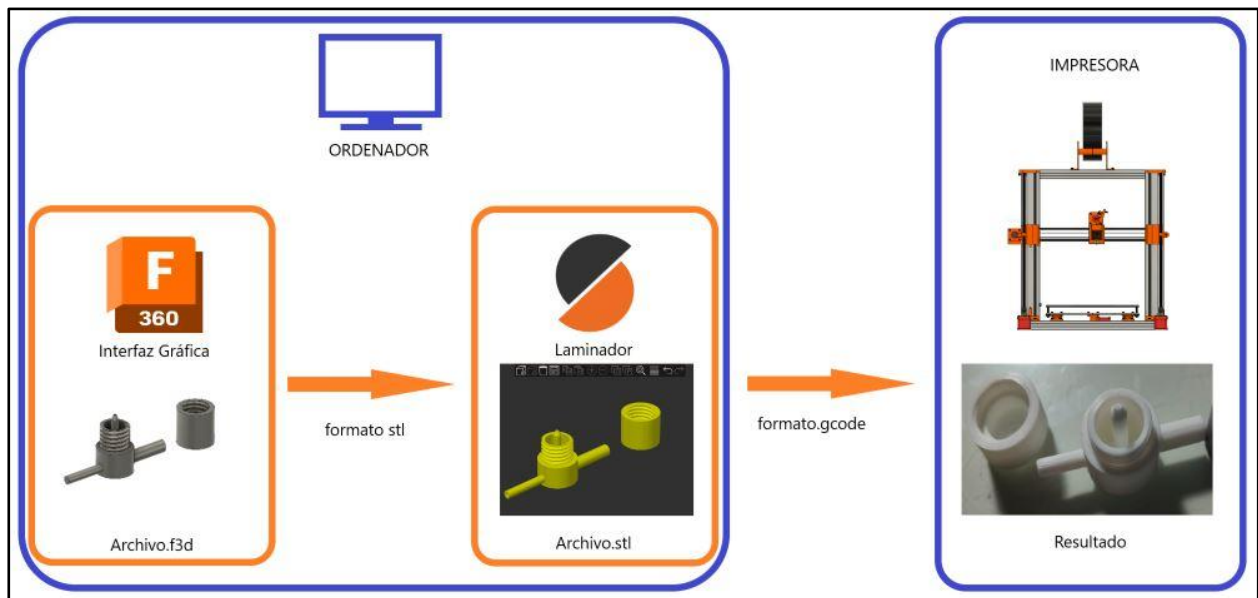 ORDENADOR
IMPRESORA
F
360
Interfaz Gráfica
Laminador
formato stl
formato.gcode
Archivo.f3d
Archivo.stl
Resultado